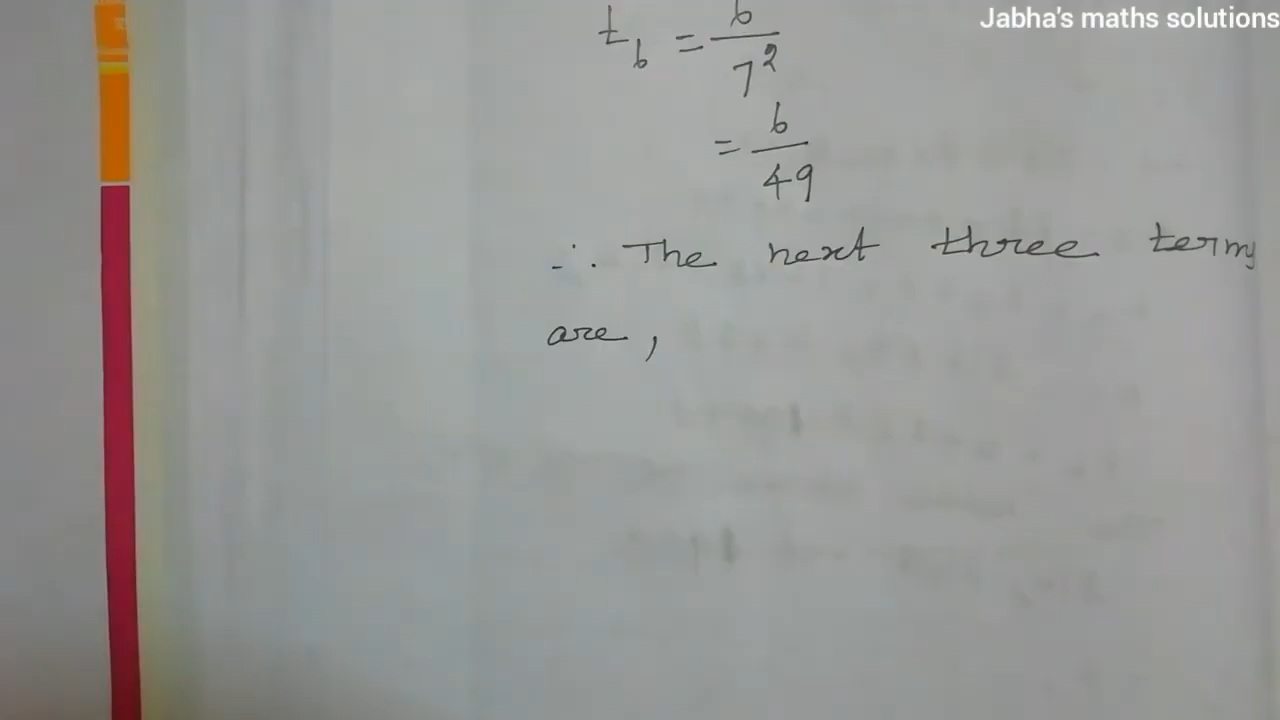 Jabha's maths solutions
t₆ = 6/7²
= 6/49
∴ The next three terms
are,